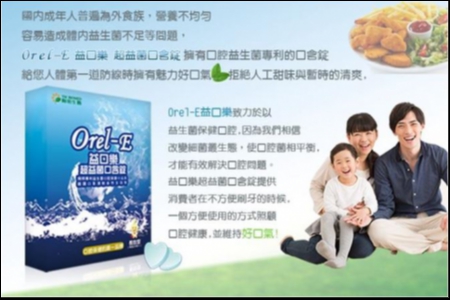 腸內成年人普遍為外食族，營養不均勻
容易造成體內益生菌不足等問題，
Orel-E 益口樂 超益菌口含錠 擁有口腔益生菌專利的口含錠
給您人體第一道防線時擁有魅力好口氣！拒絕人工甜味與暫時的清爽．
Orel-E益口樂致力於以
益生菌保健口腔，因為我們相信
改變細菌叢生態，使口腔菌相平衡，
才能有效解決口腔問題．
益口樂超益菌口含錠提供
消費者在不方便刷牙的時候，
一個方便使用的方式照顧
口腔健康，並維持好口氣！
Orel-E
益口樂
超益菌口含錠